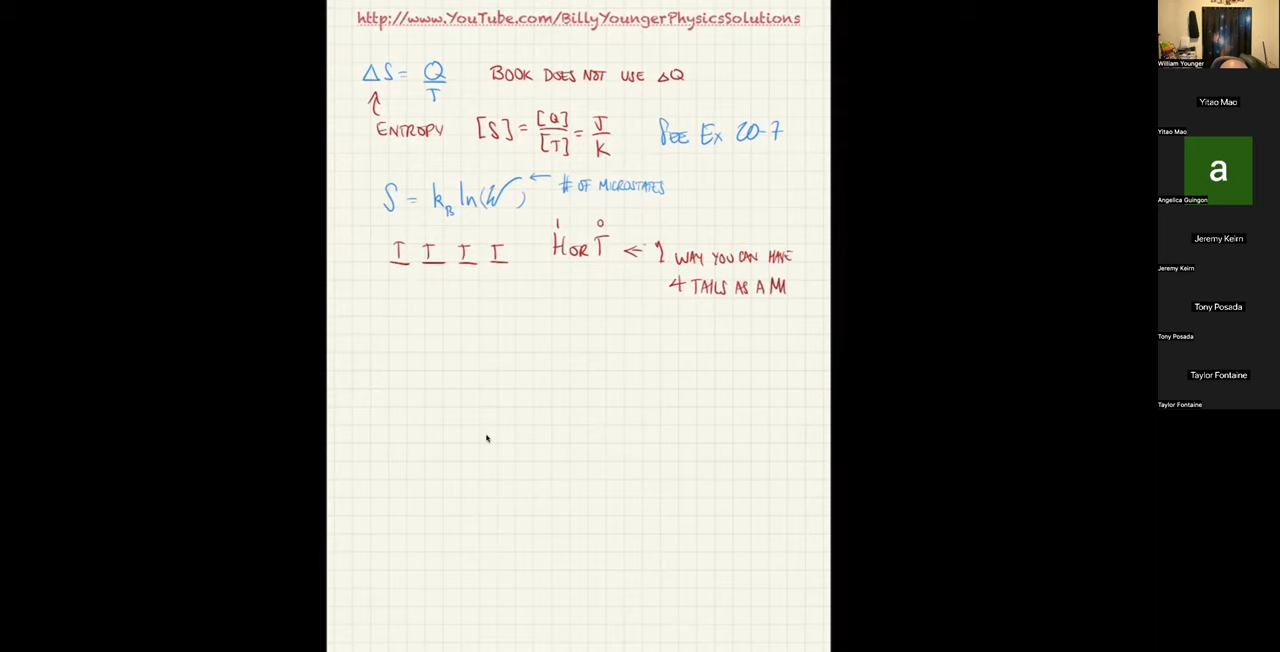 http://www.YouTube.com/BillyYoungerPhysicsSolutions
ΔS = Q/T BOOK DOES NOT USE ΔQ
ENTROPY [S] = [Q]/[T] = J/K SEE EX 20-7
S = k_B ln(W) ← # OF MICROSTATES
1 0
T T T T H OR T ← 1 WAY YOU CAN HAVE
4 TAILS AS A
William Younger
Yitao Mao
Yitao Mao
a
Angelica Guingon
Jeremy Keirn
Jeremy Keirn
Tony Posada
Tony Posada
Taylor Fontaine
Taylor Fontaine